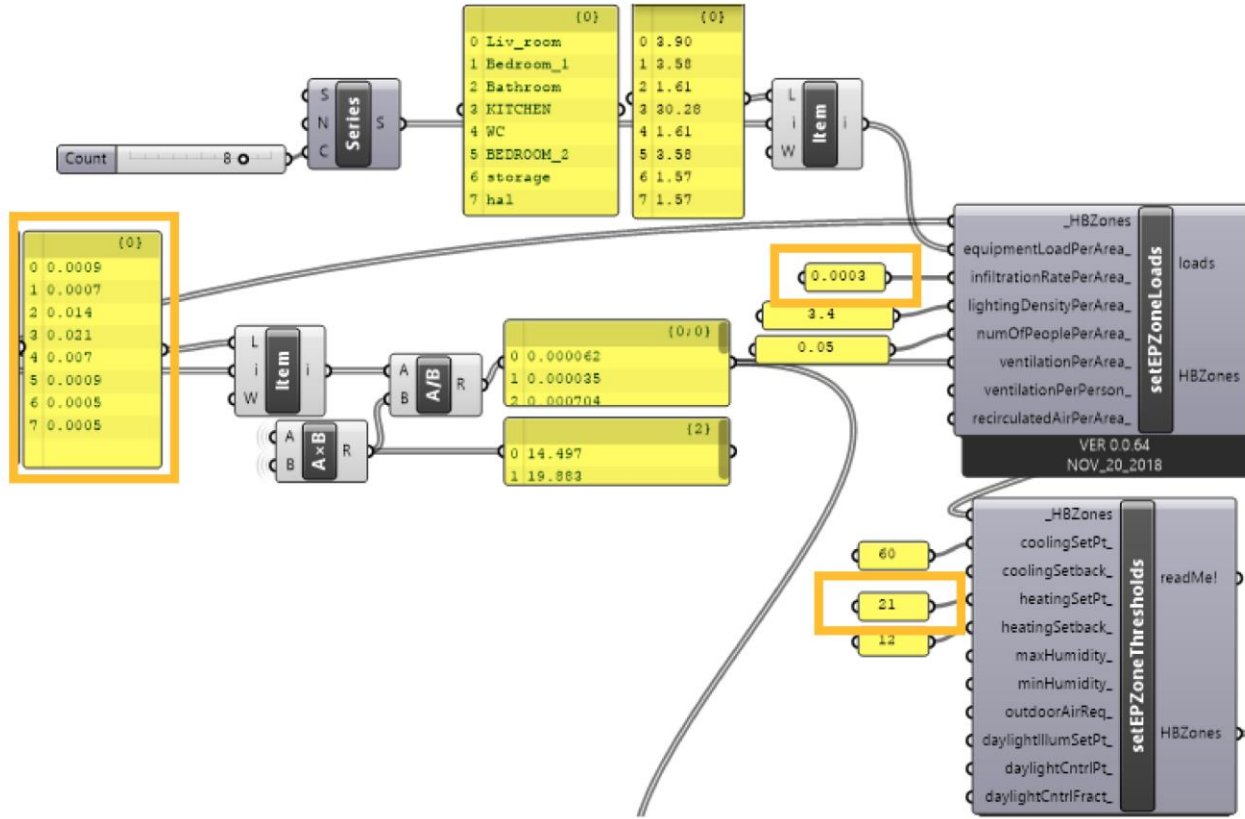 {0}
0 Liv_room
1 Bedroom_1
2 Bathroom
3 KITCHEN
4 WC
5 BEDROOM_2
6 storage
7 hal
{0}
0 3.90
1 3.58
2 1.61
3 30.28
4 1.61
5 3.58
6 1.57
7 1.57
S
N
C
Series
S
Count
8
L
i
W
Item
i
{0}
0 0.0009
1 0.0007
2 0.014
3 0.021
4 0.007
5 0.0009
6 0.0005
7 0.0005
L
i
W
Item
i
A
B
A/B
R
A
B
A×B
R
{0;0}
0 0.000062
1 0.000035
2 0.000704
{2}
0 14.497
1 19.883
0.0003
3.4
0.05
_HBZones
equipmentLoadPerArea_
infiltrationRatePerArea_
lightingDensityPerArea_
numOfPeoplePerArea_
ventilationPerArea_
ventilationPerPerson_
recirculatedAirPerArea_
setEPZoneLoads
loads
HBZones
VER 0.0.64
NOV_20_2018
60
21
12
_HBZones
coolingSetPt_
coolingSetback_
heatingSetPt_
heatingSetback_
maxHumidity_
minHumidity_
outdoorAirReq_
daylightIllumSetPt_
daylightCntrlPt_
daylightCntrlFract_
setEPZoneThresholds
readMe!
HBZones